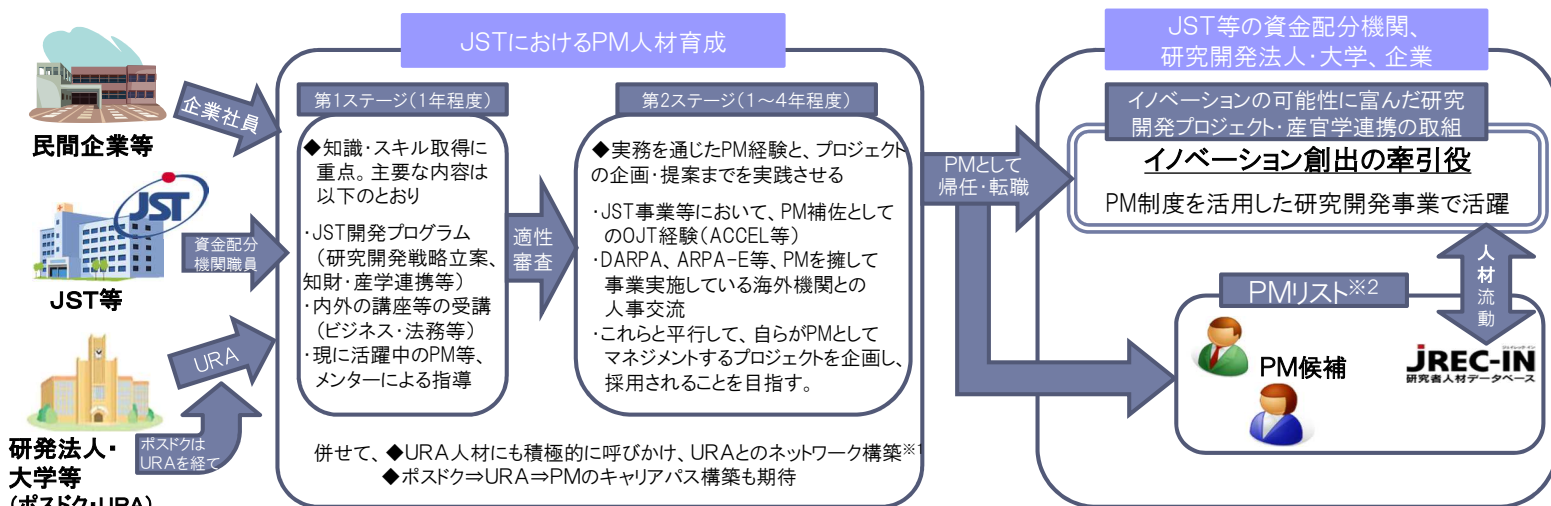 民間企業等
企業社員
JST
JST等
資金配分
機関職員
研発法人・
大学等
(ポスドク・URA)
URA
ポスドクは
URAを経て
JSTにおけるPM人材育成
第1ステージ(1年程度)
◆知識・スキル取得に
重点。主要な内容は
以下のとおり
・JST開発プログラム
(研究開発戦略立案、
知財・産学連携等)
・内外の講座等の受講
(ビジネス・法務等)
・現に活躍中のPM等、
メンターによる指導
適性
審査
第2ステージ(1～4年程度)
◆実務を通じたPM経験と、プロジェクト
の企画・提案までを実践させる
・JST事業等において、PM補佐として
のOJT経験(ACCEL等)
・DARPA、ARPA-E等、PMを擁して
事業実施している海外機関との
人事交流
・これらと平行して、自らがPMとして
マネジメントするプロジェクトを企画し、
採用されることを目指す。
併せて、◆URA人材にも積極的に呼びかけ、URAとのネットワーク構築※1
◆ポスドク⇒URA⇒PMのキャリアパス構築も期待
PMとして
帰任・転職
JST等の資金配分機関、
研究開発法人・大学、企業
イノベーションの可能性に富んだ研究
開発プロジェクト・産官学連携の取組
イノベーション創出の牽引役
PM制度を活用した研究開発事業で活躍
人材流動
PMリスト※2
PM候補
ジェイレック・イン
JREC-IN
研究者人材データベース